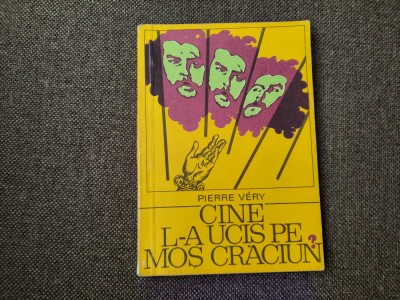 PIERRE VÉRY
CINE
L-A UCIS PE
MOȘ CRĂCIUN?